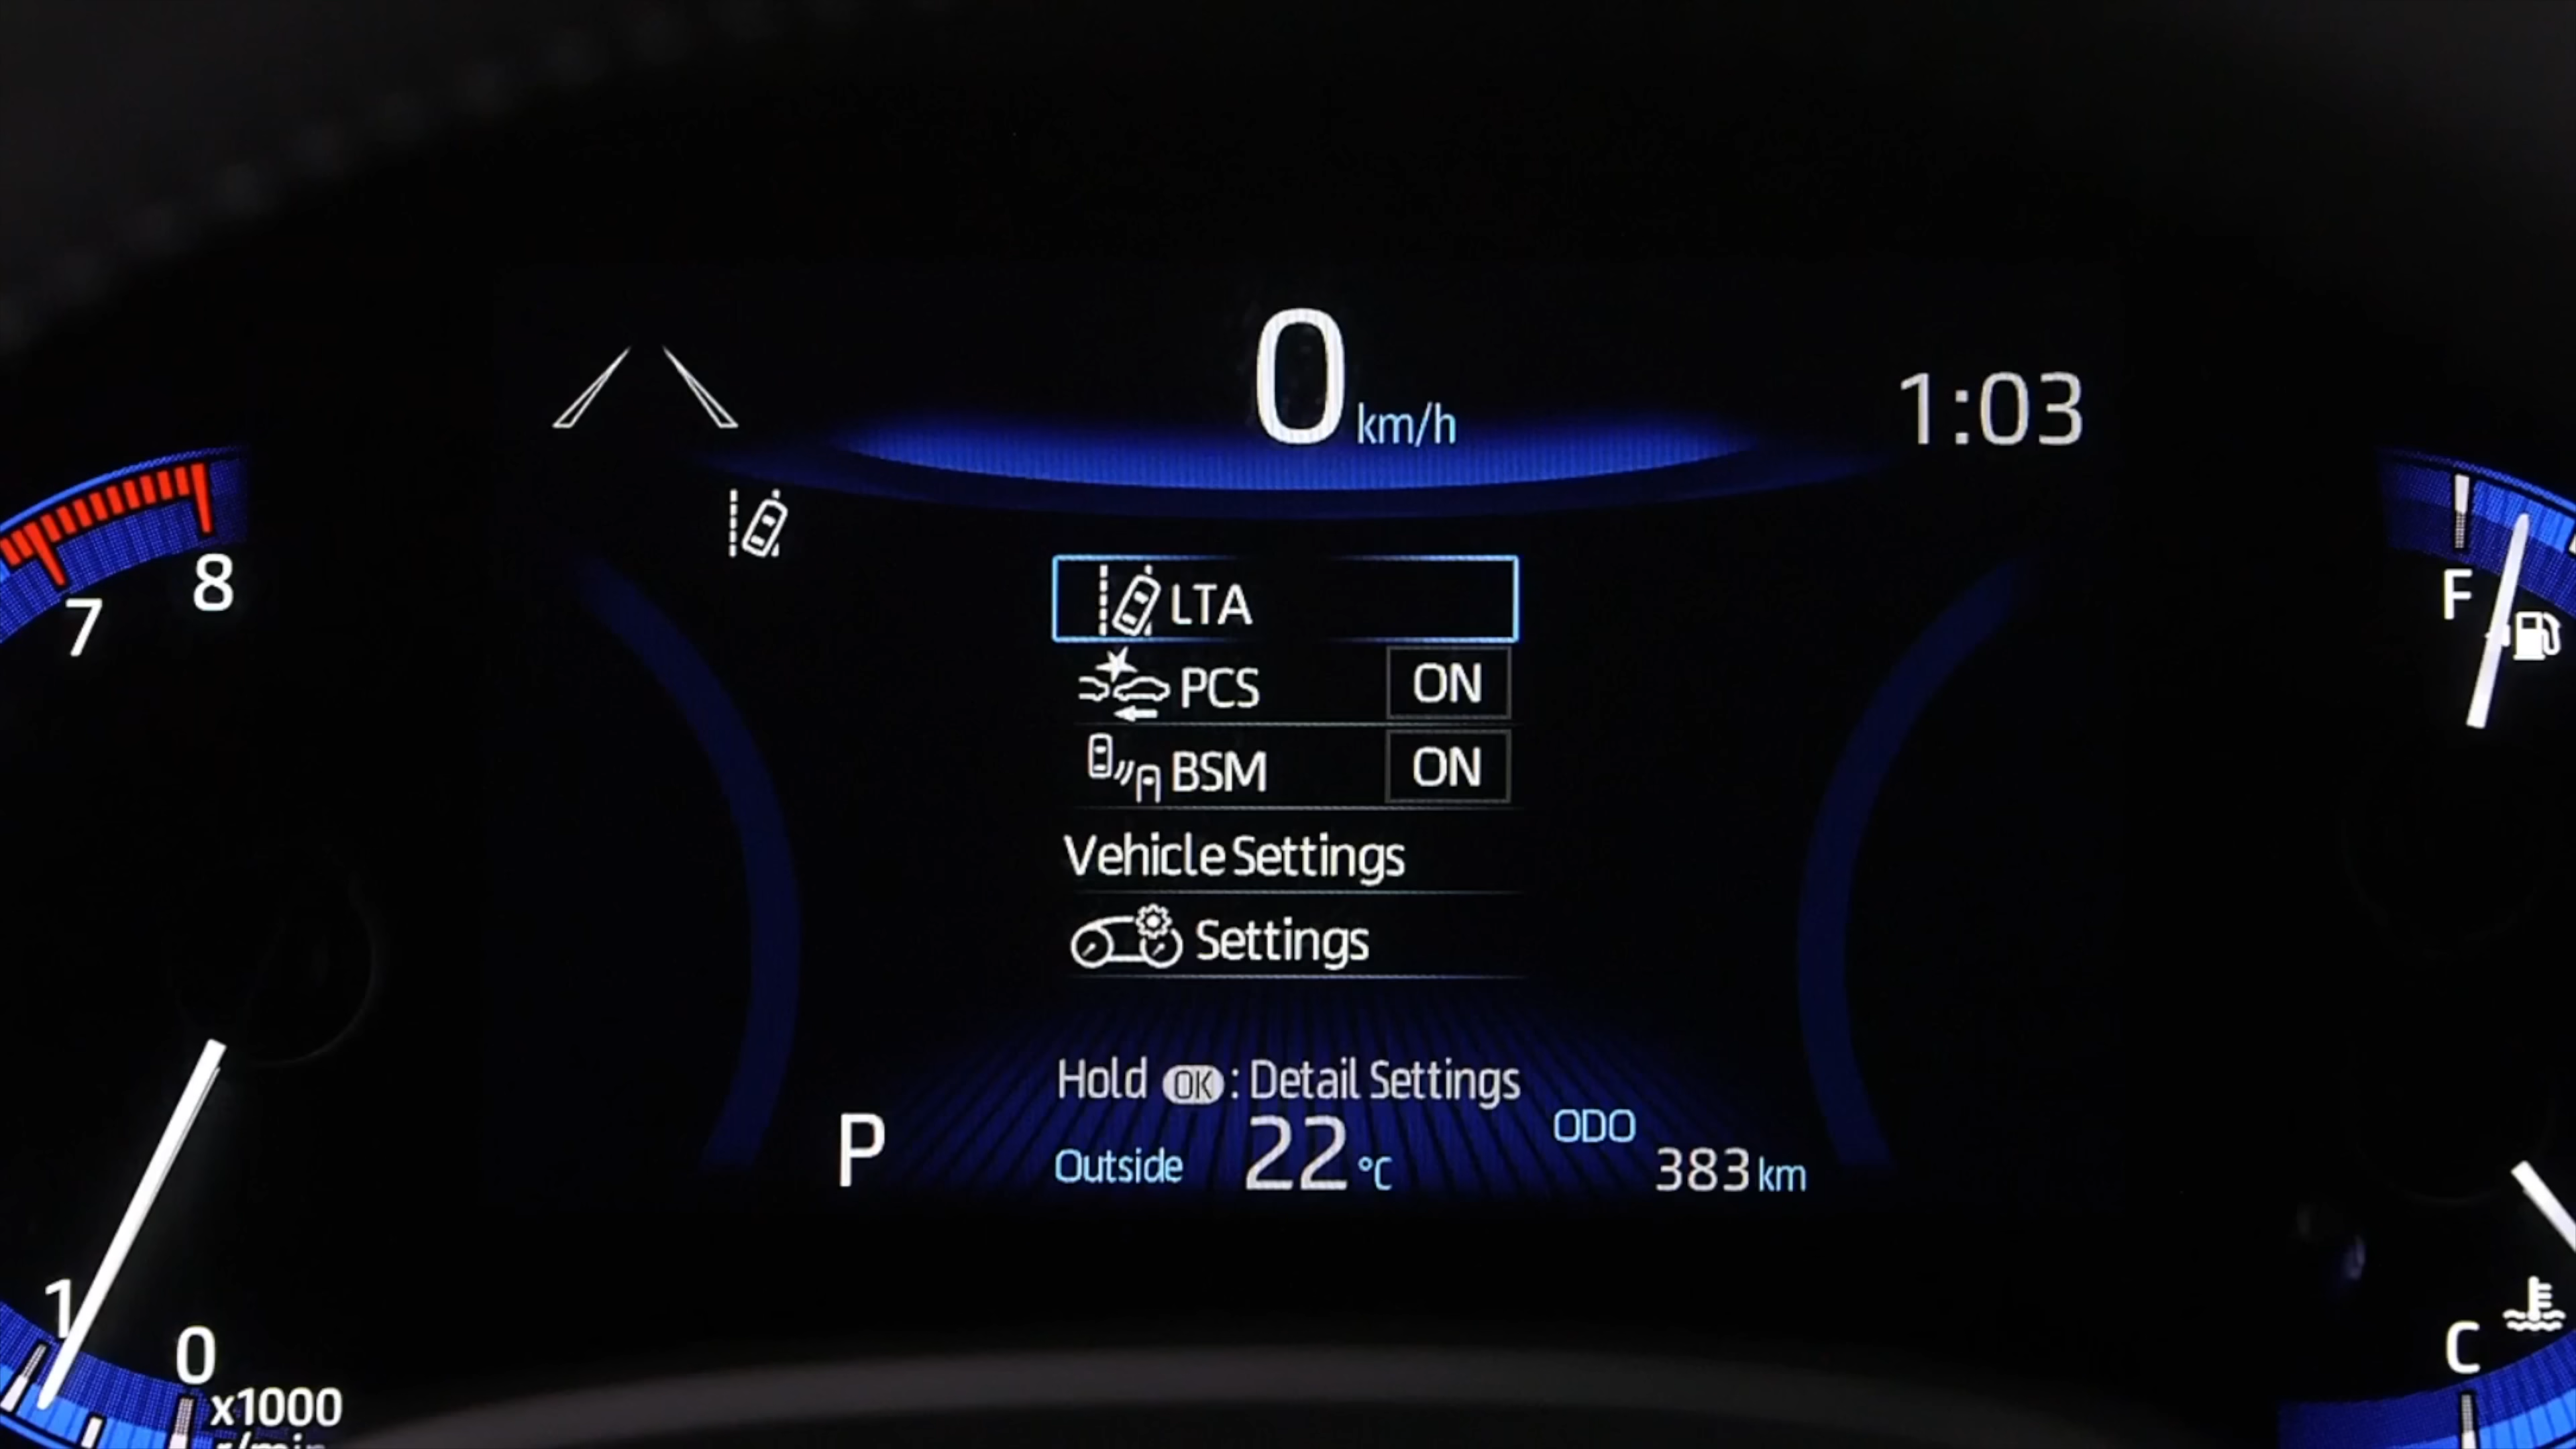 0 km/h
1:03
8
7
LTA
F
PCS ON
BSM ON
Vehicle Settings
Settings
Hold OK : Detail Settings
P
Outside 22 °C
ODO
383 km
1
0
C
x1000
r/min